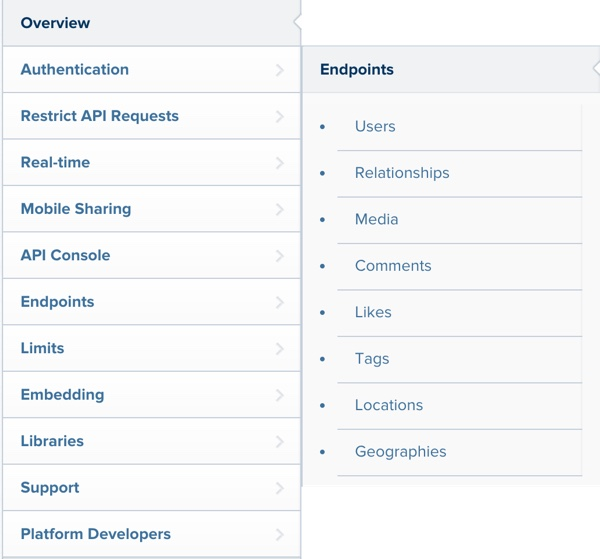 Overview
Authentication
Restrict API Requests
Real-time
Mobile Sharing
API Console
Endpoints
Limits
Embedding
Libraries
Support
Platform Developers
Endpoints
Users
Relationships
Media
Comments
Likes
Tags
Locations
Geographies